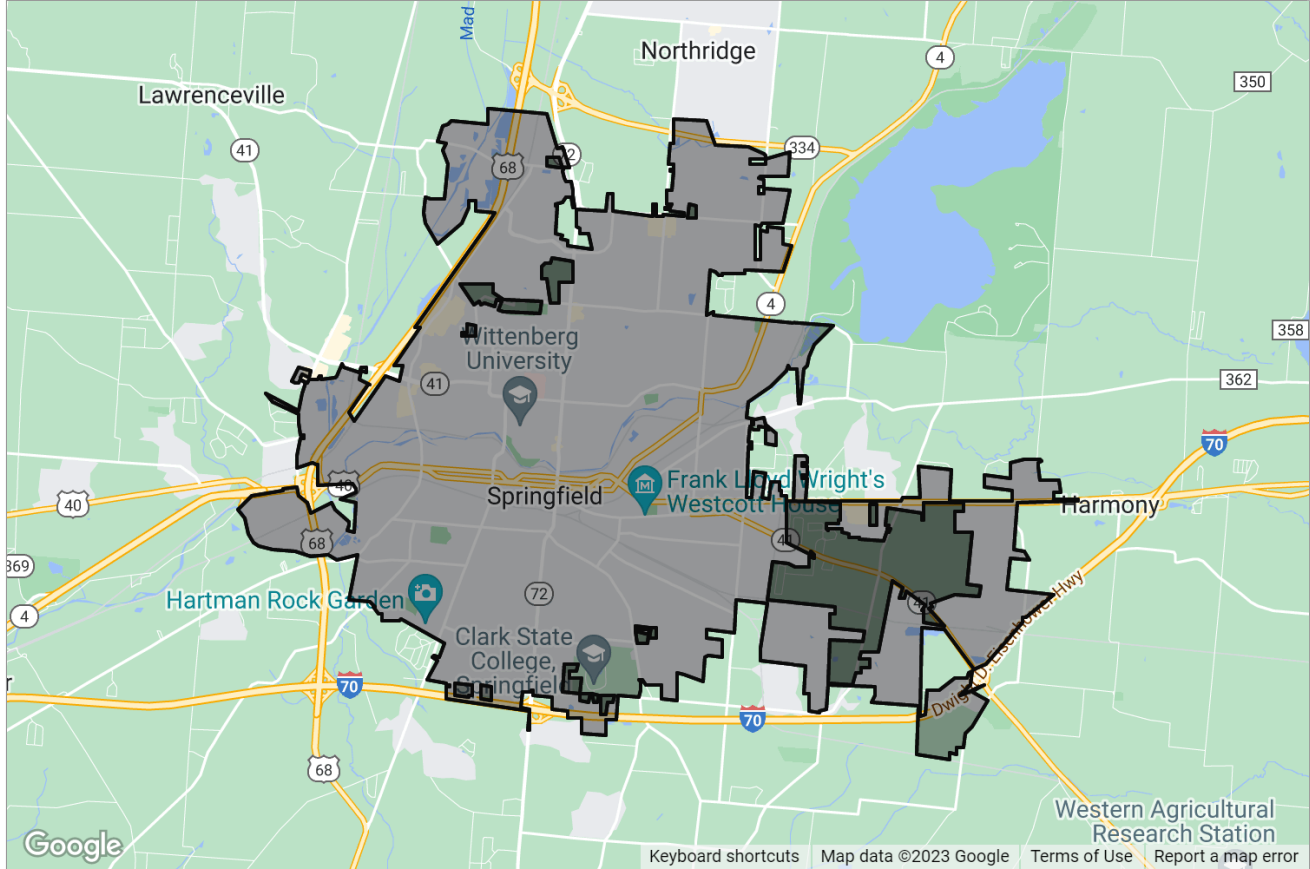 Mad
Northridge
4
350
Lawrenceville
41
334
72
68
4
358
Wittenberg
University
362
41
70
40
40
Frank Lloyd Wright's
Westcott House
Springfield
Harmony
68
41
369
Hartman Rock Garden
72
41
4
Clark State
College,
Springfield
Dwight D. Eisenhower Hwy
r
70
70
68
Western Agricultural
Research Station
Google
Keyboard shortcuts
Map data ©2023 Google
Terms of Use
Report a map error